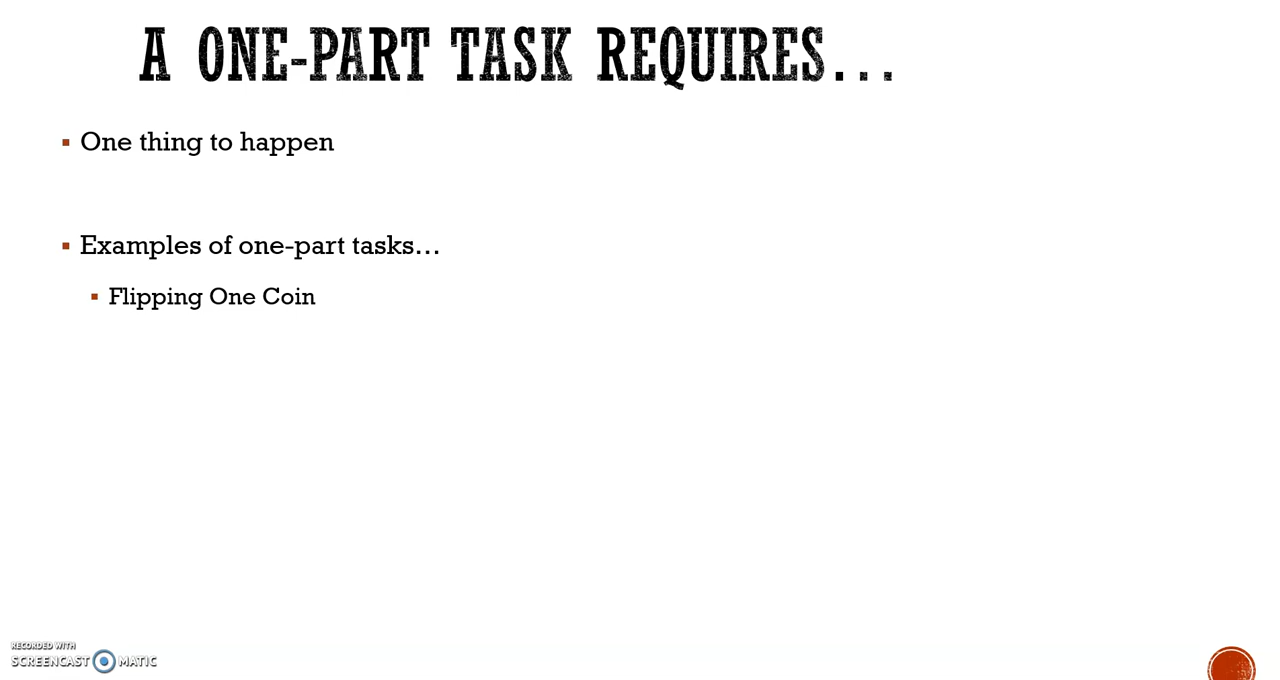 A ONE-PART TASK REQUIRES...
One thing to happen
Examples of one-part tasks...
Flipping One Coin
RECORDED WITH
SCREENCAST MATIC